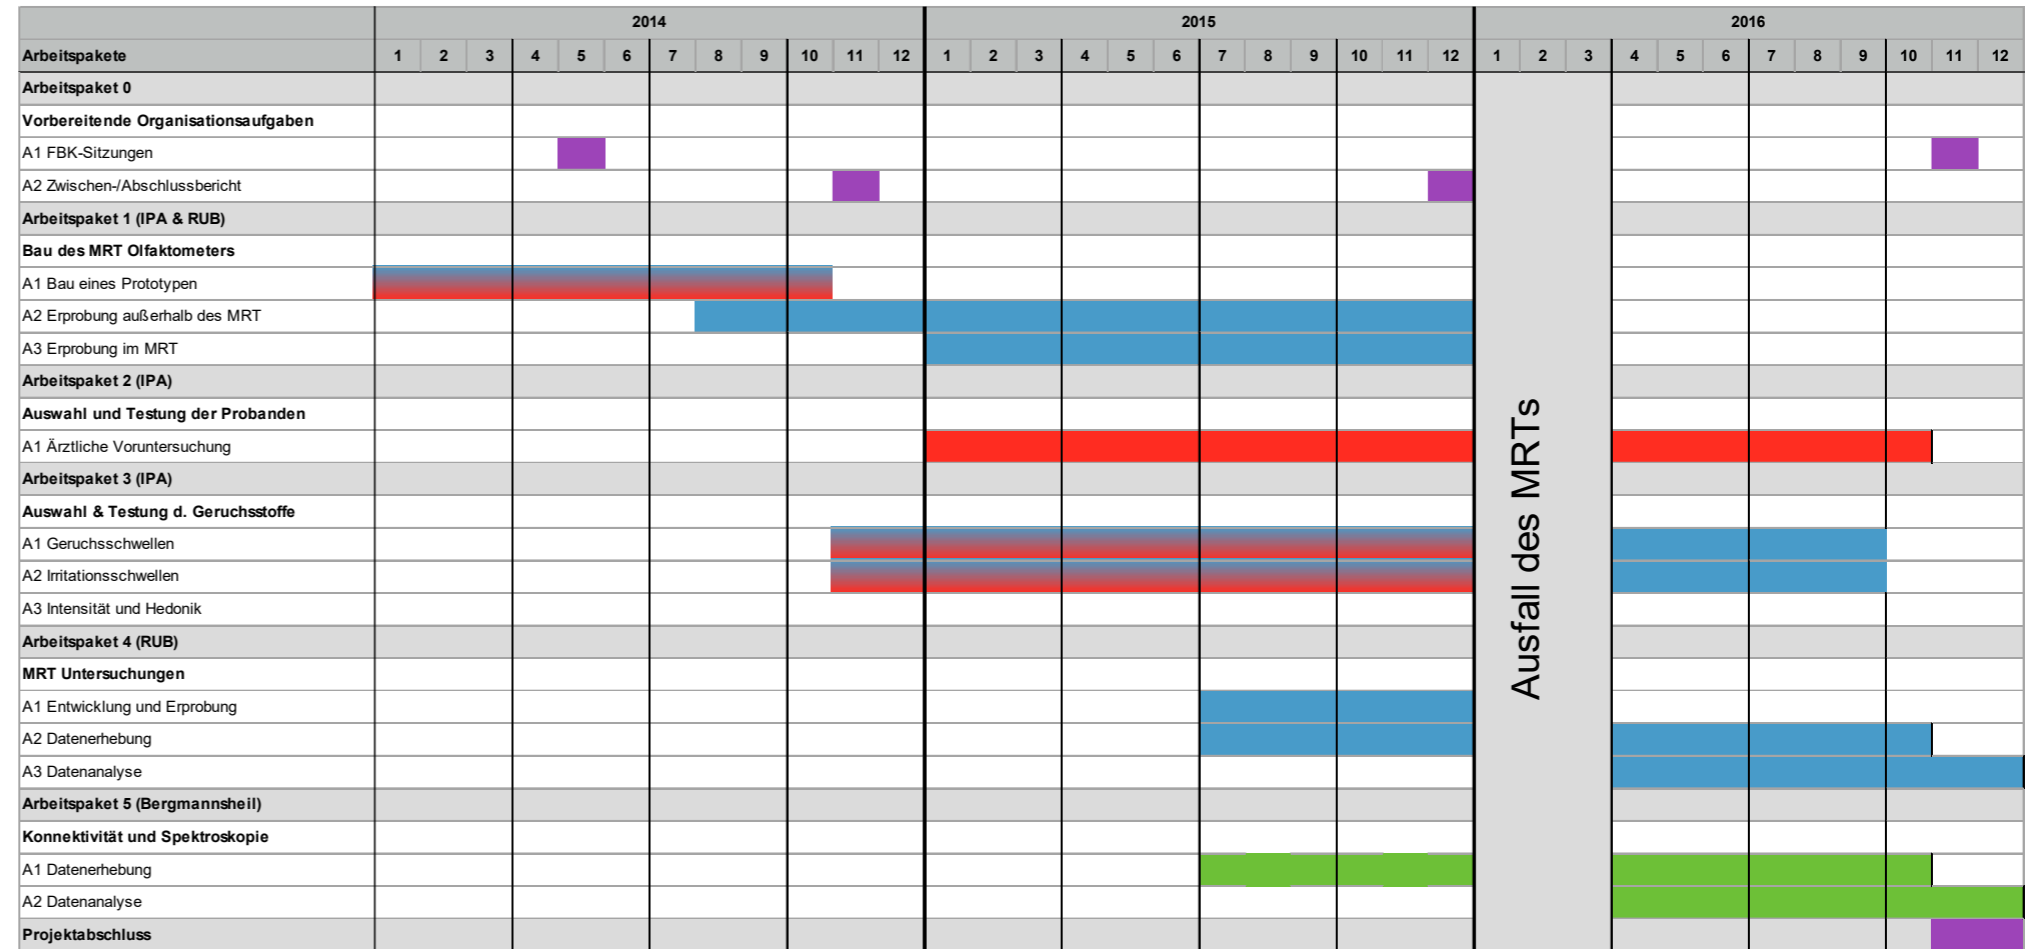 2014 2015 2016
Arbeitspakete 1 2 3 4 5 6 7 8 9 10 11 12 1 2 3 4 5 6 7 8 9 10 11 12 1 2 3 4 5 6 7 8 9 10 11 12
Arbeitspaket 0
Vorbereitende Organisationsaufgaben
A1 FBK-Sitzungen
A2 Zwischen-/Abschlussbericht
Arbeitspaket 1 (IPA & RUB)
Bau des MRT Olfaktometers
A1 Bau eines Prototypen
A2 Erprobung außerhalb des MRT
A3 Erprobung im MRT
Arbeitspaket 2 (IPA)
Auswahl und Testung der Probanden
A1 Ärztliche Voruntersuchung
Arbeitspaket 3 (IPA)
Auswahl & Testung d. Geruchsstoffe
A1 Geruchsschwellen
A2 Irritationsschwellen
A3 Intensität und Hedonik
Arbeitspaket 4 (RUB)
MRT Untersuchungen
A1 Entwicklung und Erprobung
A2 Datenerhebung
A3 Datenanalyse
Arbeitspaket 5 (Bergmannsheil)
Konnektivität und Spektroskopie
A1 Datenerhebung
A2 Datenanalyse
Projektabschluss
Ausfall des MRTs